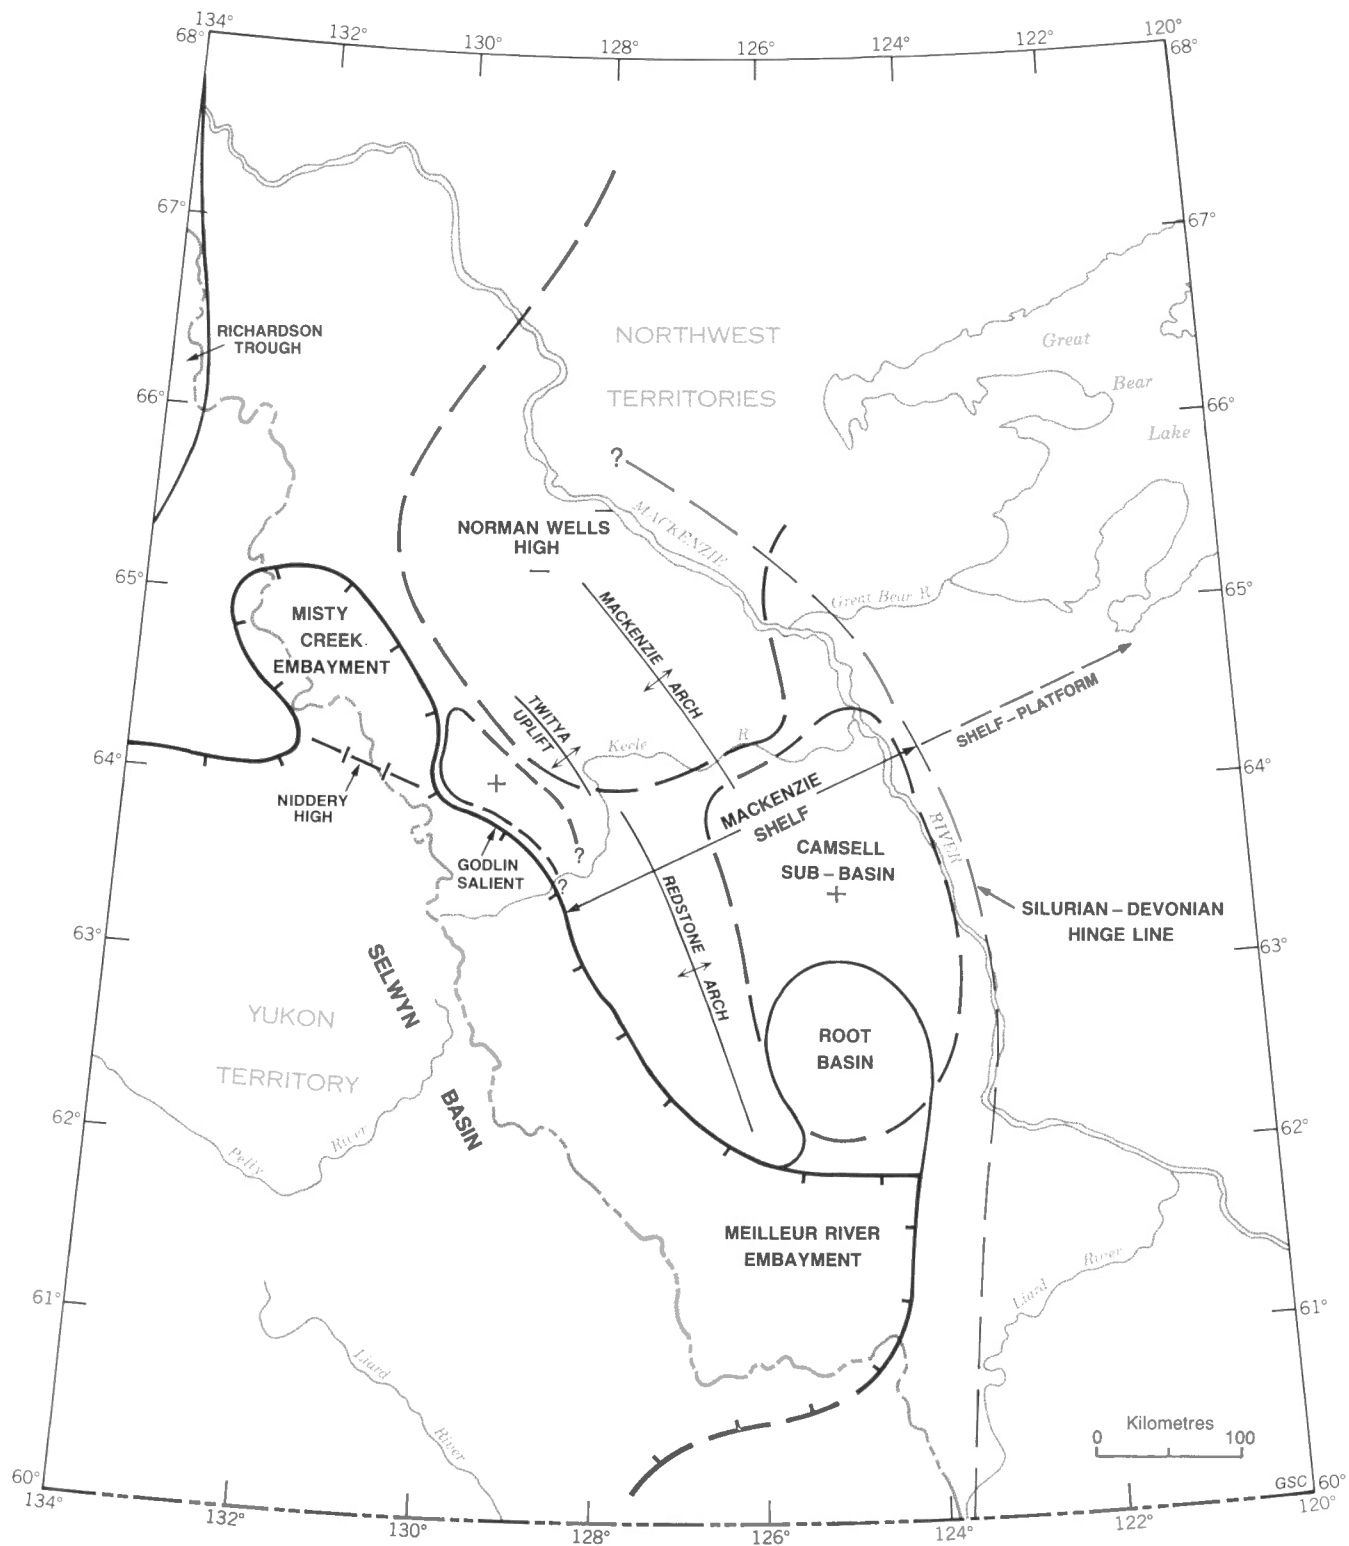 134°
132°
130°
128°
126°
124°
122°
120°
68°
68°
67°
67°
RICHARDSON
TROUGH
NORTHWEST
TERRITORIES
Great
Bear
Lake
66°
66°
?
MACKENZIE
NORMAN WELLS
HIGH
65°
65°
Great Bear R
MISTY
CREEK
EMBAYMENT
MACKENZIE
ARCH
TWITYA
UPLIFT
SHELF-PLATFORM
Keele
R
64°
64°
NIDDERY
HIGH
MACKENZIE
SHELF
RIVER
CAMSELL
SUB-BASIN
GODLIN
SALIENT
?
?
REDSTONE
ARCH
SILURIAN-DEVONIAN
HINGE LINE
63°
63°
SELWYN
BASIN
YUKON
TERRITORY
ROOT
BASIN
62°
62°
Pelly
River
MEILLEUR RIVER
EMBAYMENT
Liard
River
61°
61°
Liard
River
Kilometres
0
100
GSC
60°
60°
134°
132°
130°
128°
126°
124°
122°
120°